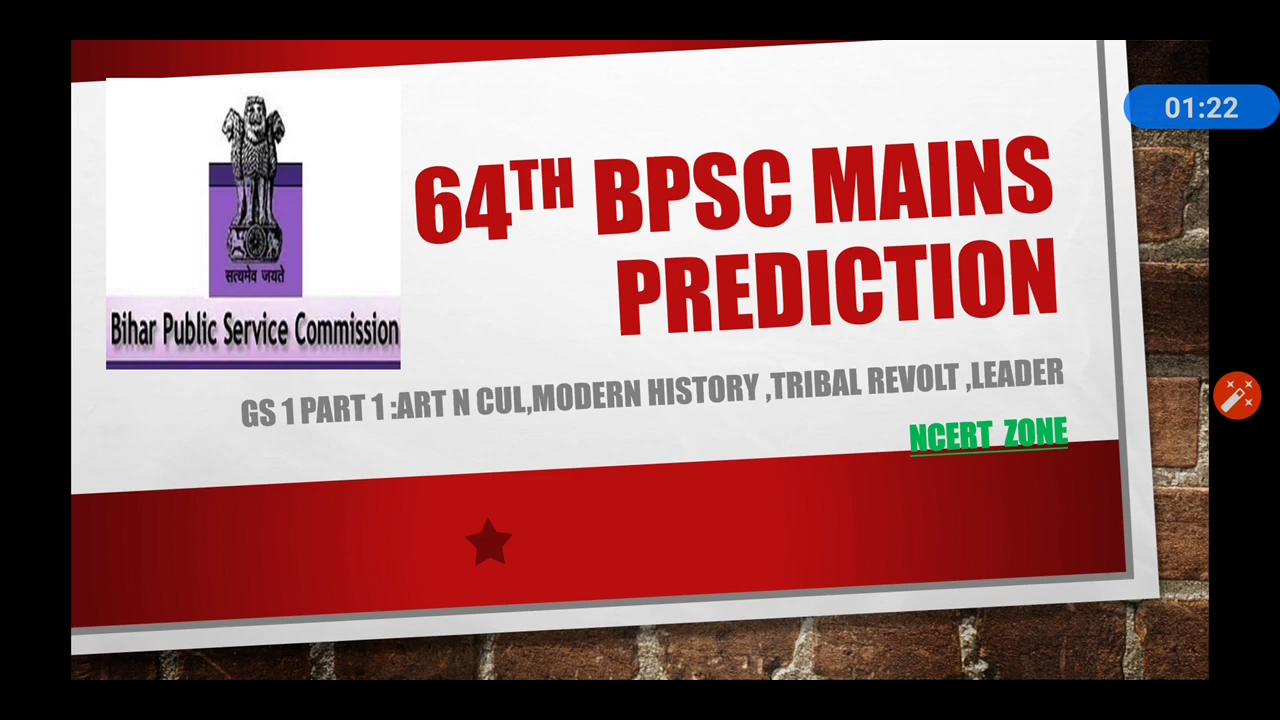 01:22
सत्यमेव जयते
Bihar Public Service Commission
64TH BPSC MAINS
PREDICTION
GS 1 PART 1 :ART N CUL,MODERN HISTORY ,TRIBAL REVOLT ,LEADER
NCERT ZONE